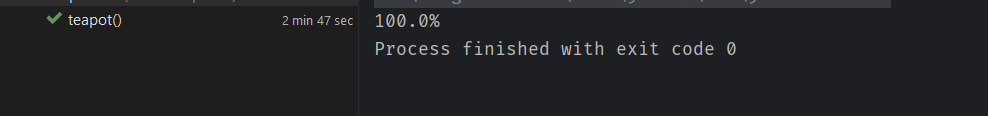 teapot()
2 min 47 sec
100.0%
Process finished with exit code 0